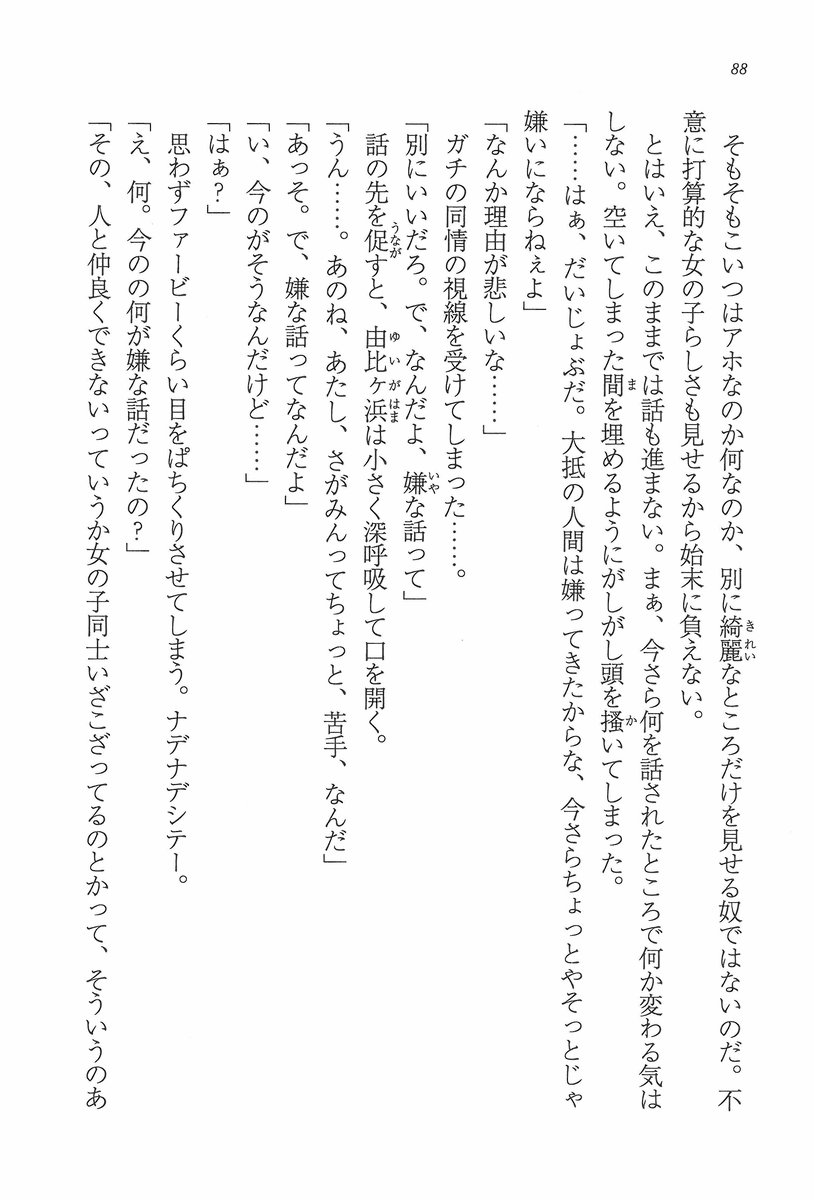 88
そもそもこいつはアホなのか何なのか、別に綺麗なところだけを見せる奴ではないのだ。不
意に打算的な女の子らしさも見せるから始末に負えない。
とはいえ、このままでは話も進まない。まぁ、今さら何を話されたところで何か変わる気は
しない。空いてしまった間を埋めるようにがしがし頭を掻いてしまった。
「……はぁ、だいじょぶだ。大抵の人間は嫌ってきたからな、今さらちょっとやそっとじゃ
嫌いにならねぇよ」
「なんか理由が悲しいな……」
ガチの同情の視線を受けてしまった……。
「別にいいだろ。で、なんだよ、嫌な話って」
話の先を促すと、由比ヶ浜は小さく深呼吸して口を開く。
「うん……。あのね、あたし、さがみんってちょっと、苦手、なんだ」
「あっそ。で、嫌な話ってなんだよ」
「い、今のがそうなんだけど……」
「はぁ？」
思わずファービーくらい目をぱちくりさせてしまう。ナデナデシテー。
「え、何。今のの何が嫌な話だったの？」
「その、人と仲良くできないっていうか女の子同士いざこざってるのとかって、そういうのあ